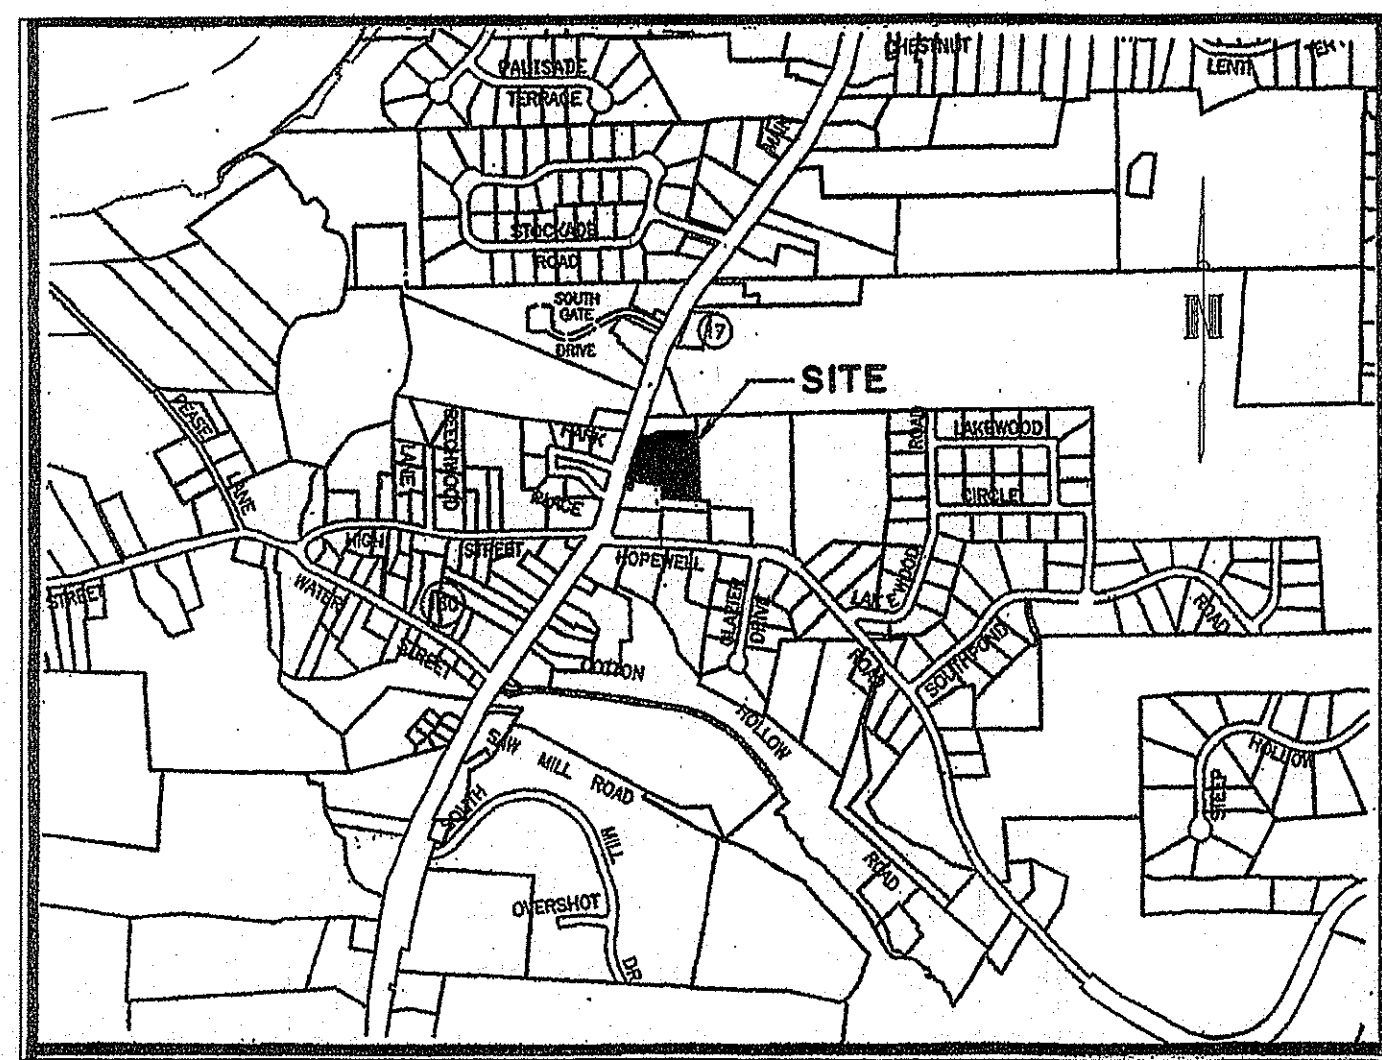 CHESTNUT
PALISADE
TERRACE
MAIN
STOCKADE
ROAD
SOUTH
GATE
DRIVE
17
N
SITE
PEASE
LANE
LANE
PARK
PLACE
ROAD
LAKEWOOD
CIRCLE
HIGH
STREET
HOPEWELL
STREET
WATER
STREET
GLAZIER
DRIVE
LAKEWOOD
ROAD
SOUTHPOND
ROAD
COTTON
HOLLOW
ROAD
SAW MILL ROAD
SOUTH
MILL
DR
OVERSHOT
STEEP
HOLLOW